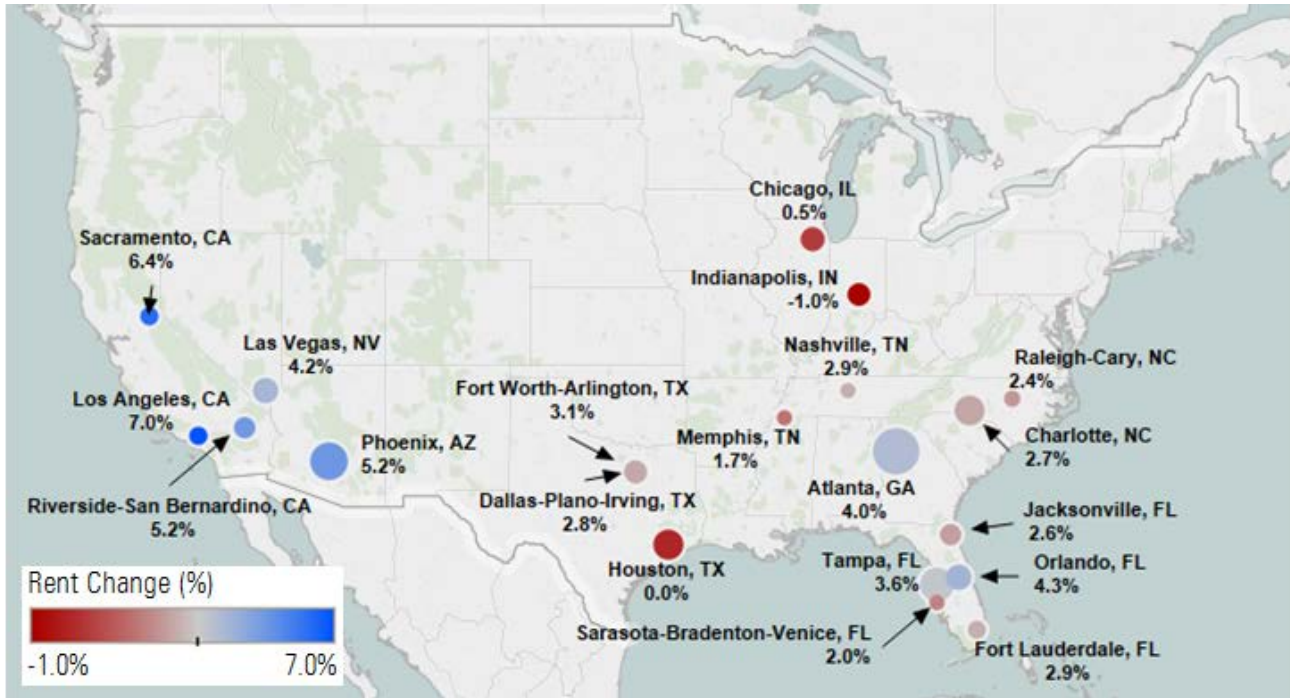 Chicago, IL
0.5%
Sacramento, CA
6.4%
Indianapolis, IN
-1.0%
Las Vegas, NV
4.2%
Nashville, TN
2.9%
Raleigh-Cary, NC
2.4%
Fort Worth-Arlington, TX
3.1%
Los Angeles, CA
7.0%
Phoenix, AZ
5.2%
Memphis, TN
1.7%
Charlotte, NC
2.7%
Riverside-San Bernardino, CA
5.2%
Dallas-Plano-Irving, TX
2.8%
Atlanta, GA
4.0%
Jacksonville, FL
2.6%
Houston, TX
0.0%
Tampa, FL
3.6%
Orlando, FL
4.3%
Sarasota-Bradenton-Venice, FL
2.0%
Fort Lauderdale, FL
2.9%
Rent Change (%)
-1.0%
7.0%